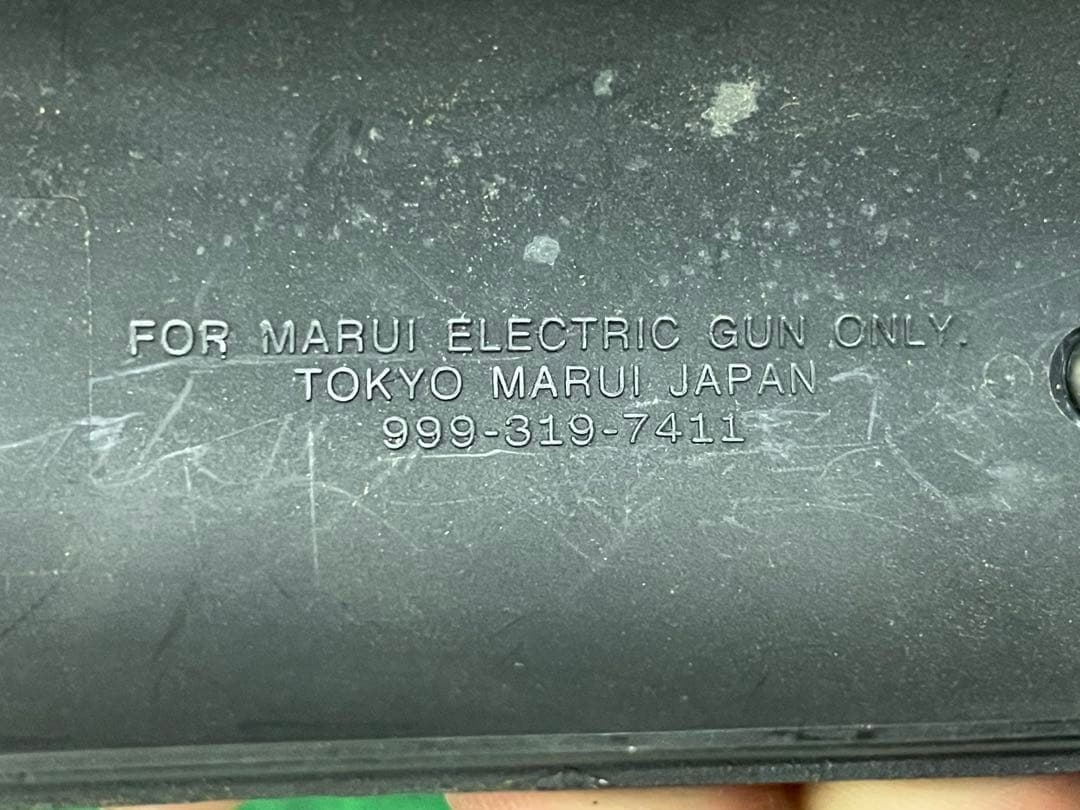 FOR MARUI ELECTRIC GUN ONLY.
TOKYO MARUI JAPAN
999-319-7411